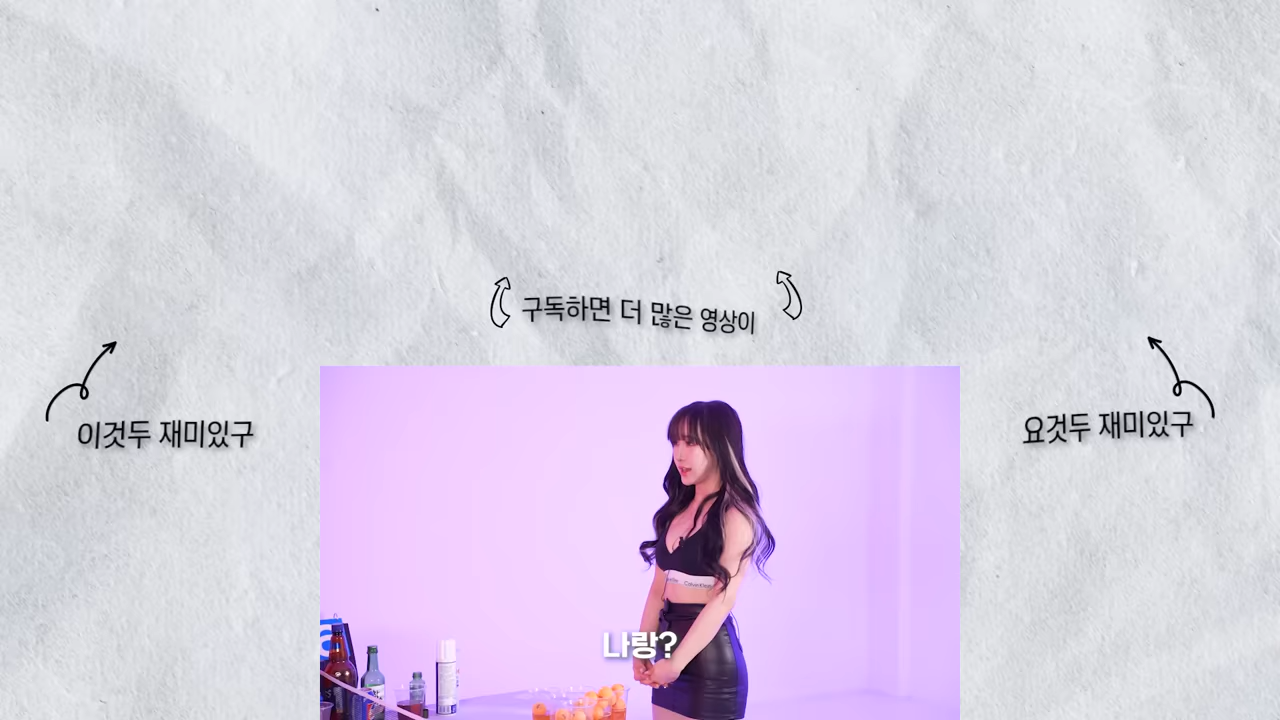 구독하면 더 많은 영상이
이것두 재미있구
요것두 재미있구
나랑?